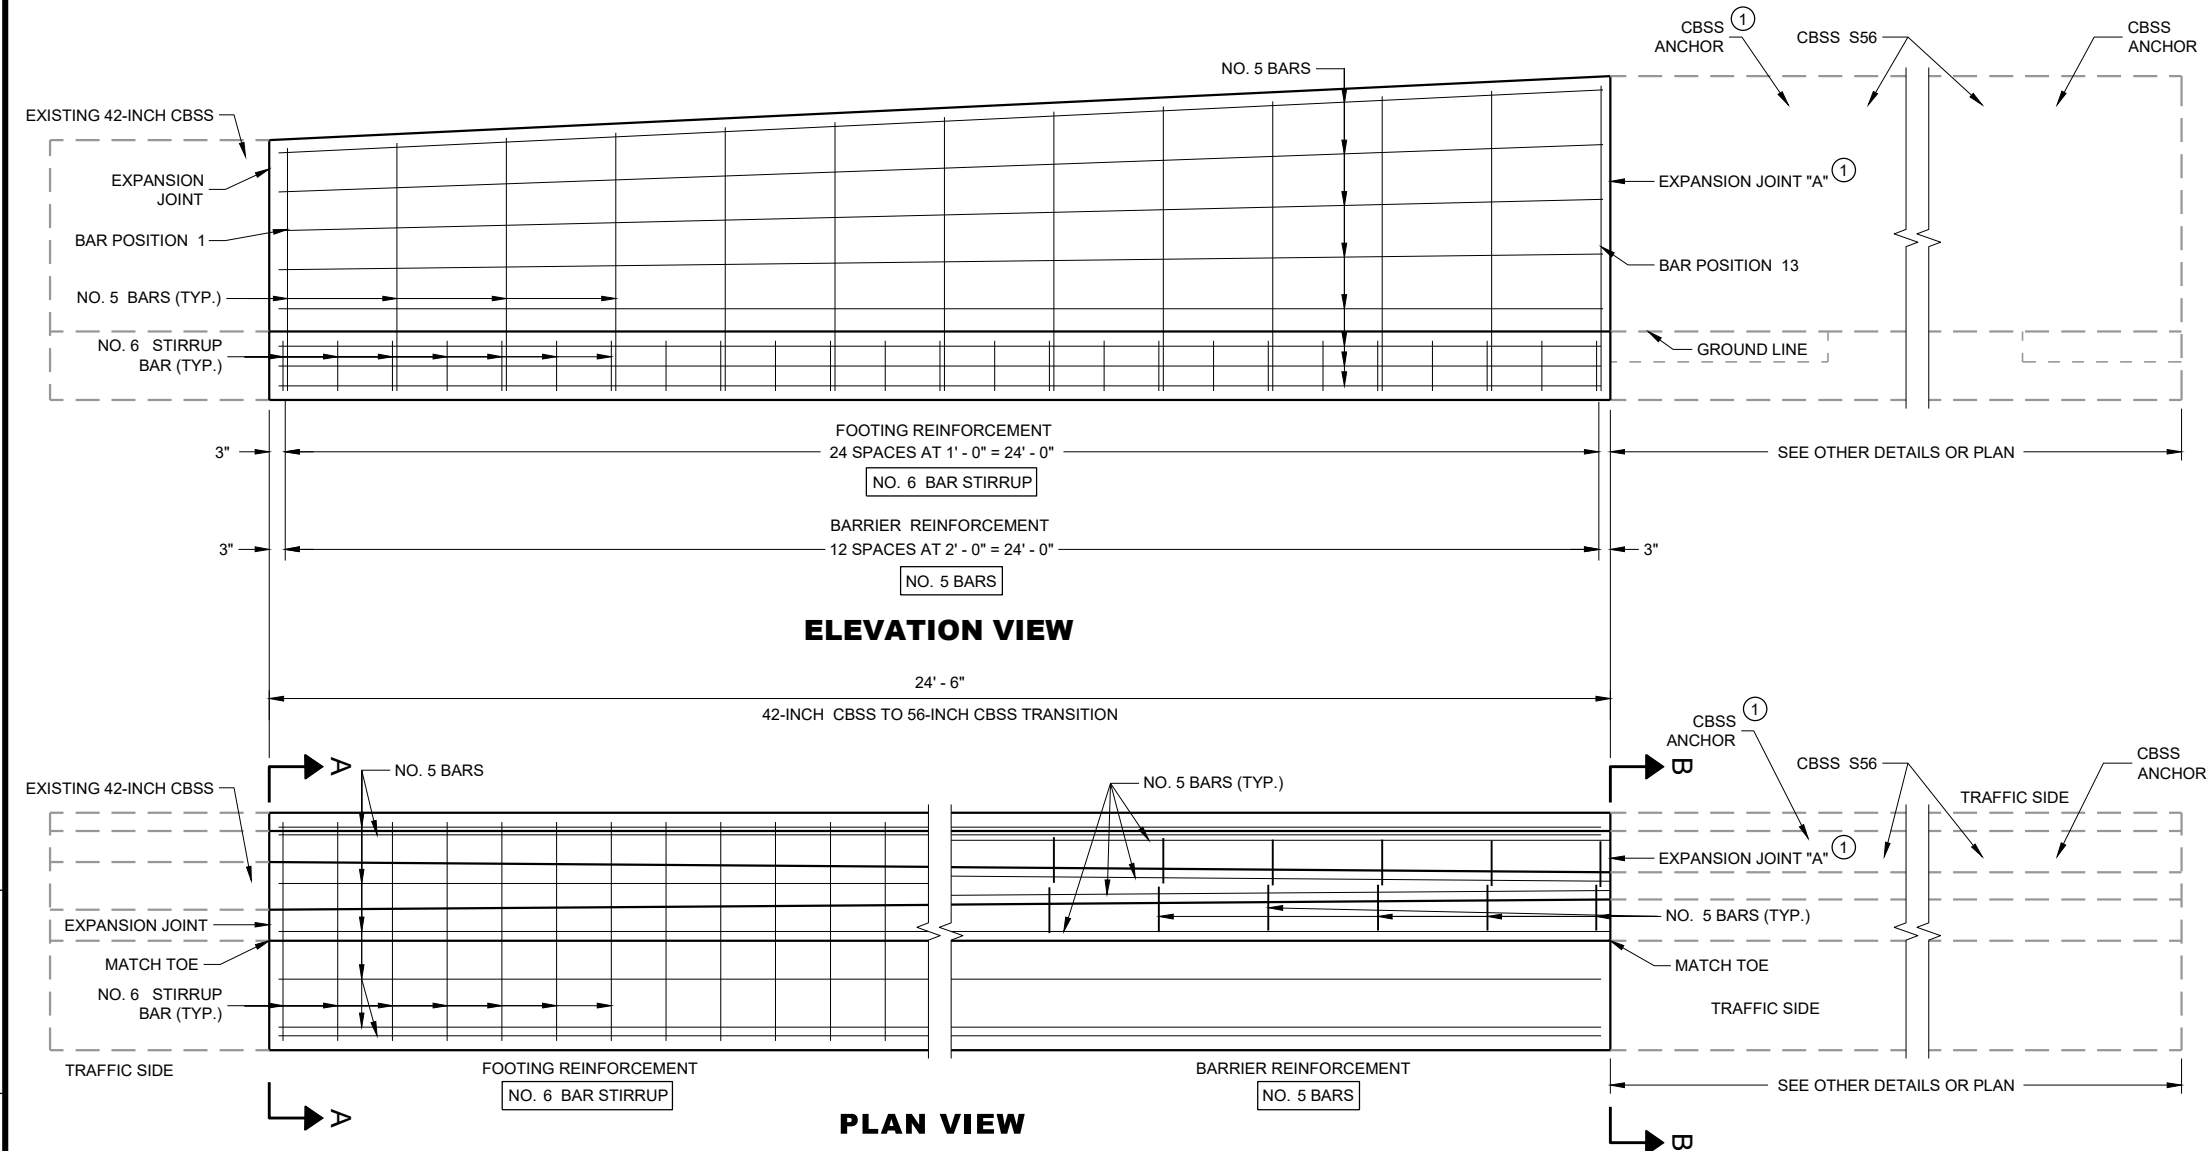 CBSS 1
ANCHOR
CBSS S56
CBSS
ANCHOR
NO. 5 BARS
EXISTING 42-INCH CBSS
EXPANSION
JOINT
EXPANSION JOINT "A" 1
BAR POSITION 1
BAR POSITION 13
NO. 5 BARS (TYP.)
NO. 6 STIRRUP
BAR (TYP.)
GROUND LINE
FOOTING REINFORCEMENT
3" 24 SPACES AT 1' - 0" = 24' - 0"
SEE OTHER DETAILS OR PLAN
NO. 6 BAR STIRRUP
BARRIER REINFORCEMENT
3" 12 SPACES AT 2' - 0" = 24' - 0" 3"
NO. 5 BARS
ELEVATION VIEW
24' - 6"
42-INCH CBSS TO 56-INCH CBSS TRANSITION
CBSS 1
ANCHOR
A
B
CBSS S56
CBSS
ANCHOR
NO. 5 BARS
NO. 5 BARS (TYP.)
EXISTING 42-INCH CBSS
TRAFFIC SIDE
EXPANSION JOINT "A" 1
EXPANSION JOINT
NO. 5 BARS (TYP.)
MATCH TOE
MATCH TOE
NO. 6 STIRRUP
BAR (TYP.)
TRAFFIC SIDE
TRAFFIC SIDE
FOOTING REINFORCEMENT
NO. 6 BAR STIRRUP
BARRIER REINFORCEMENT
NO. 5 BARS
SEE OTHER DETAILS OR PLAN
A
PLAN VIEW
B